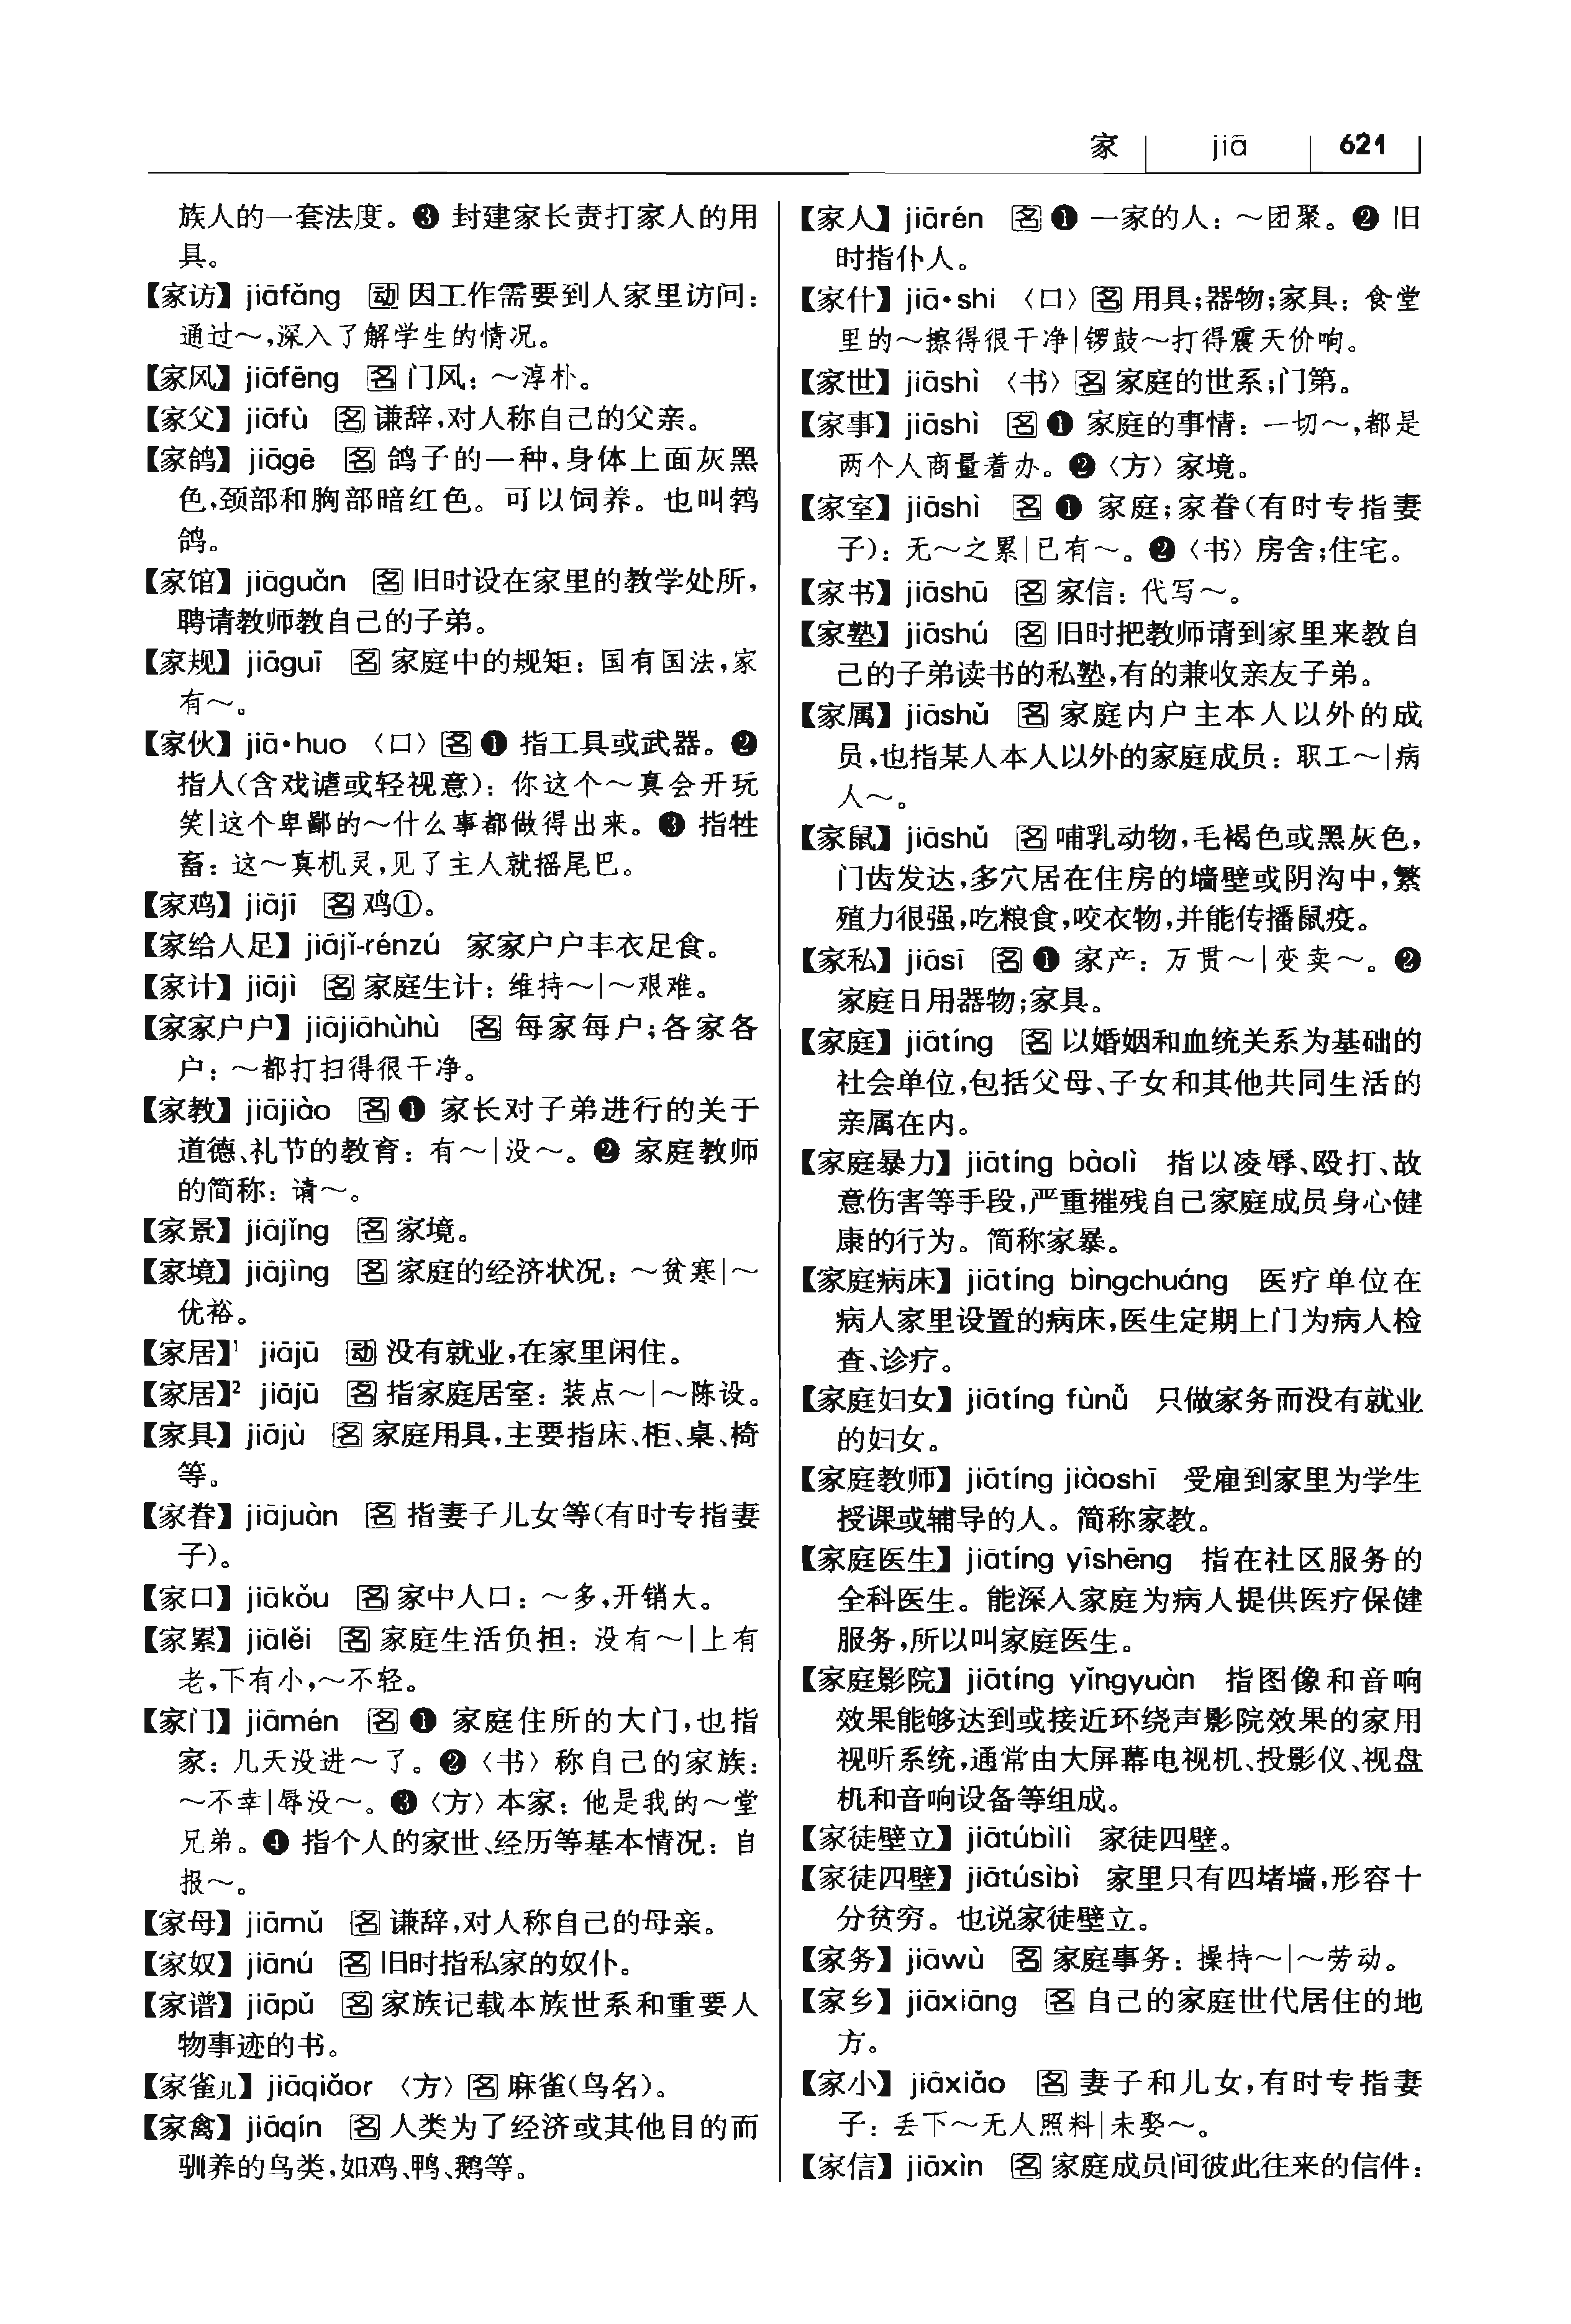 家 jiā 621
族人的一套法度。❸ 封建家长责打家人的用
具。
【家访】jiāfǎng 动 因工作需要到人家里访问：
通过～，深入了解学生的情况。
【家风】jiāfēng 名 门风：～淳朴。
【家父】jiāfù 名 谦辞，对人称自己的父亲。
【家鸽】jiāgē 名 鸽子的一种，身体上面灰黑
色，颈部和胸部暗红色。可以饲养。也叫鹁
鸽。
【家馆】jiāguǎn 名 旧时设在家里的教学处所，
聘请教师教自己的子弟。
【家规】jiāguī 名 家庭中的规矩：国有国法，家
有～。
【家伙】jiā·huo 〈口〉名 ❶ 指工具或武器。❷
指人（含戏谑或轻视意）：你这个～真会开玩
笑|这个卑鄙的～什么事都做得出来。❸ 指牲
畜：这～真机灵，见了主人就摇尾巴。
【家鸡】jiājī 名 鸡①。
【家给人足】jiājǐ-rénzú 家家户户丰衣足食。
【家计】jiājì 名 家庭生计：维持～|～艰难。
【家家户户】jiājiāhùhù 名 每家每户；各家各
户：～都打扫得很干净。
【家教】jiājiào 名 ❶ 家长对子弟进行的关于
道德、礼节的教育：有～|没～。❷ 家庭教师
的简称：请～。
【家景】jiājǐng 名 家境。
【家境】jiājìng 名 家庭的经济状况：～贫寒|～
优裕。
【家居】¹ jiājū 动 没有就业，在家里闲住。
【家居】² jiājū 名 指家庭居室：装点～|～陈设。
【家具】jiājù 名 家庭用具，主要指床、柜、桌、椅
等。
【家眷】jiājuàn 名 指妻子儿女等（有时专指妻
子）。
【家口】jiākǒu 名 家中人口：～多，开销大。
【家累】jiālěi 名 家庭生活负担：没有～|上有
老，下有小，～不轻。
【家门】jiāmén 名 ❶ 家庭住所的大门，也指
家：几天没进～了。❷〈书〉称自己的家族：
～不幸|辱没～。❸〈方〉本家：他是我的～堂
兄弟。❹ 指个人的家世、经历等基本情况：自
报～。
【家母】jiāmǔ 名 谦辞，对人称自己的母亲。
【家奴】jiānú 名 旧时指私家的奴仆。
【家谱】jiāpǔ 名 家族记载本族世系和重要人
物事迹的书。
【家雀儿】jiāqiǎor 〈方〉名 麻雀（鸟名）。
【家禽】jiāqín 名 人类为了经济或其他目的而
驯养的鸟类，如鸡、鸭、鹅等。
【家人】jiārén 名 ❶ 一家的人：～团聚。❷ 旧
时指仆人。
【家什】jiā·shi 〈口〉名 用具；器物；家具：食堂
里的～擦得很干净|锣鼓～打得震天价响。
【家世】jiāshì 〈书〉名 家庭的世系；门第。
【家事】jiāshì 名 ❶ 家庭的事情：一切～，都是
两个人商量着办。❷〈方〉家境。
【家室】jiāshì 名 ❶ 家庭；家眷（有时专指妻
子）：无～之累|已有～。❷〈书〉房舍；住宅。
【家书】jiāshū 名 家信：代写～。
【家塾】jiāshú 名 旧时把教师请到家里来教自
己的子弟读书的私塾，有的兼收亲友子弟。
【家属】jiāshǔ 名 家庭内户主本人以外的成
员，也指某人本人以外的家庭成员：职工～|病
人～。
【家鼠】jiāshǔ 名 哺乳动物，毛褐色或黑灰色，
门齿发达，多穴居在住房的墙壁或阴沟中，繁
殖力很强，吃粮食，咬衣物，并能传播鼠疫。
【家私】jiāsī 名 ❶ 家产：万贯～|变卖～。❷
家庭日用器物；家具。
【家庭】jiātíng 名 以婚姻和血统关系为基础的
社会单位，包括父母、子女和其他共同生活的
亲属在内。
【家庭暴力】jiātíng bàolì 指以凌辱、殴打、故
意伤害等手段，严重摧残自己家庭成员身心健
康的行为。简称家暴。
【家庭病床】jiātíng bìngchuáng 医疗单位在
病人家里设置的病床，医生定期上门为病人检
查、诊疗。
【家庭妇女】jiātíng fùnǚ 只做家务而没有就业
的妇女。
【家庭教师】jiātíng jiàoshī 受雇到家里为学生
授课或辅导的人。简称家教。
【家庭医生】jiātíng yīshēng 指在社区服务的
全科医生。能深入家庭为病人提供医疗保健
服务，所以叫家庭医生。
【家庭影院】jiātíng yǐngyuàn 指图像和音响
效果能够达到或接近环绕声影院效果的家用
视听系统，通常由大屏幕电视机、投影仪、视盘
机和音响设备等组成。
【家徒壁立】jiātúbìlì 家徒四壁。
【家徒四壁】jiātúsìbì 家里只有四堵墙，形容十
分贫穷。也说家徒壁立。
【家务】jiāwù 名 家庭事务：操持～|～劳动。
【家乡】jiāxiāng 名 自己的家庭世代居住的地
方。
【家小】jiāxiǎo 名 妻子和儿女，有时专指妻
子：丢下～无人照料|未娶～。
【家信】jiāxìn 名 家庭成员间彼此往来的信件：